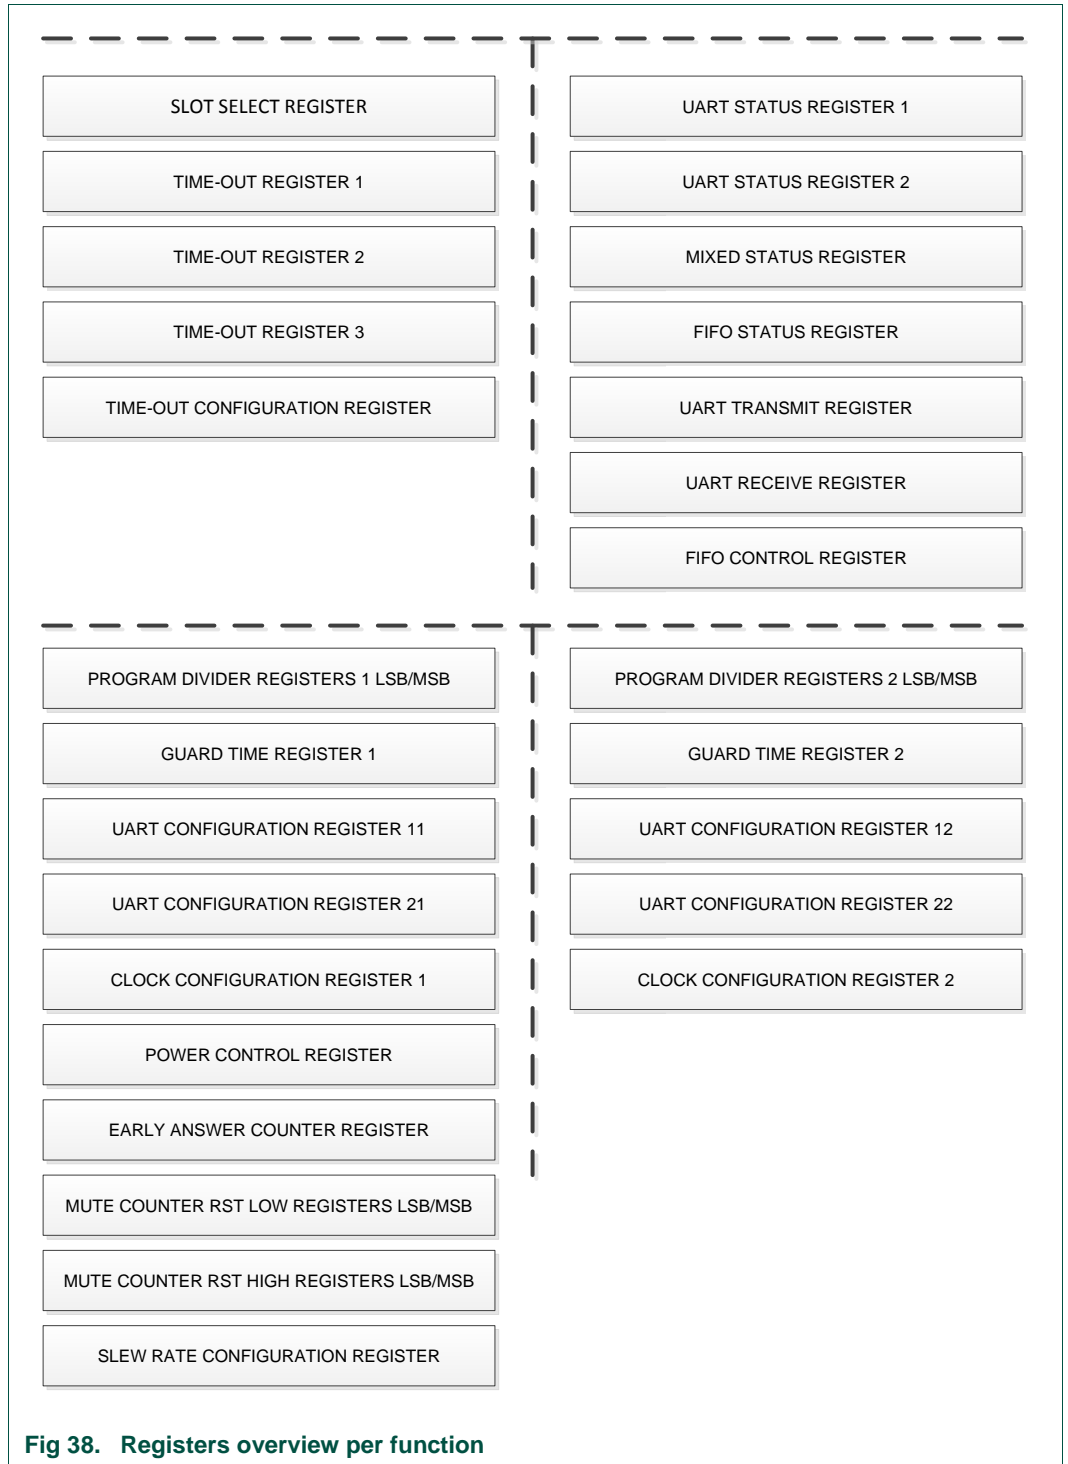 SLOT SELECT REGISTER
TIME-OUT REGISTER 1
TIME-OUT REGISTER 2
TIME-OUT REGISTER 3
TIME-OUT CONFIGURATION REGISTER
UART STATUS REGISTER 1
UART STATUS REGISTER 2
MIXED STATUS REGISTER
FIFO STATUS REGISTER
UART TRANSMIT REGISTER
UART RECEIVE REGISTER
FIFO CONTROL REGISTER
PROGRAM DIVIDER REGISTERS 1 LSB/MSB
GUARD TIME REGISTER 1
UART CONFIGURATION REGISTER 11
UART CONFIGURATION REGISTER 21
CLOCK CONFIGURATION REGISTER 1
POWER CONTROL REGISTER
EARLY ANSWER COUNTER REGISTER
MUTE COUNTER RST LOW REGISTERS LSB/MSB
MUTE COUNTER RST HIGH REGISTERS LSB/MSB
SLEW RATE CONFIGURATION REGISTER
PROGRAM DIVIDER REGISTERS 2 LSB/MSB
GUARD TIME REGISTER 2
UART CONFIGURATION REGISTER 12
UART CONFIGURATION REGISTER 22
CLOCK CONFIGURATION REGISTER 2
Fig 38. Registers overview per function